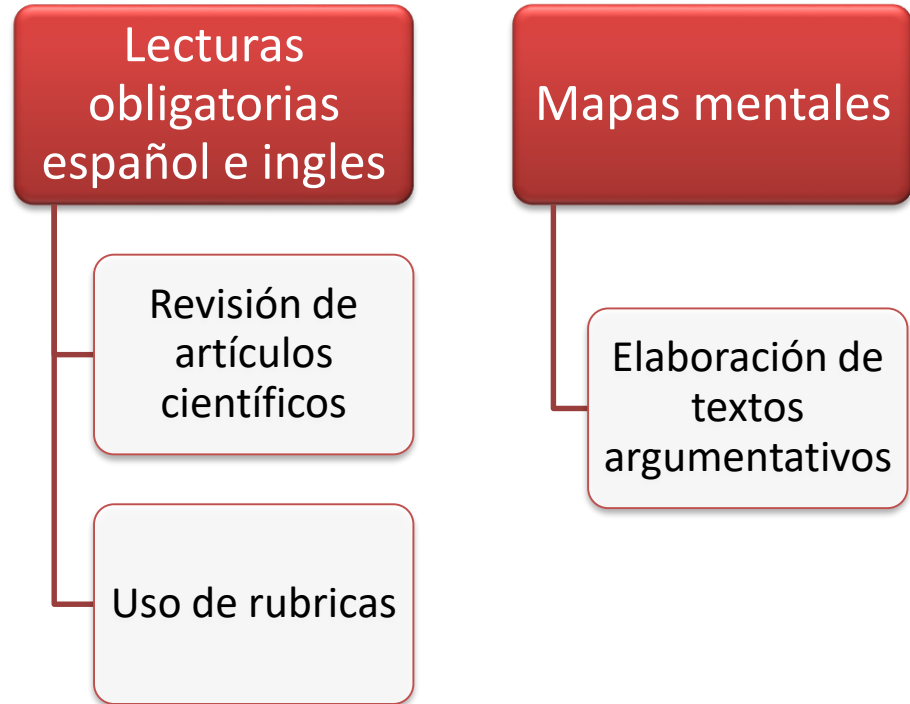 Lecturas
obligatorias
español e ingles
Revisión de
artículos
científicos
Uso de rubricas
Mapas mentales
Elaboración de
textos
argumentativos